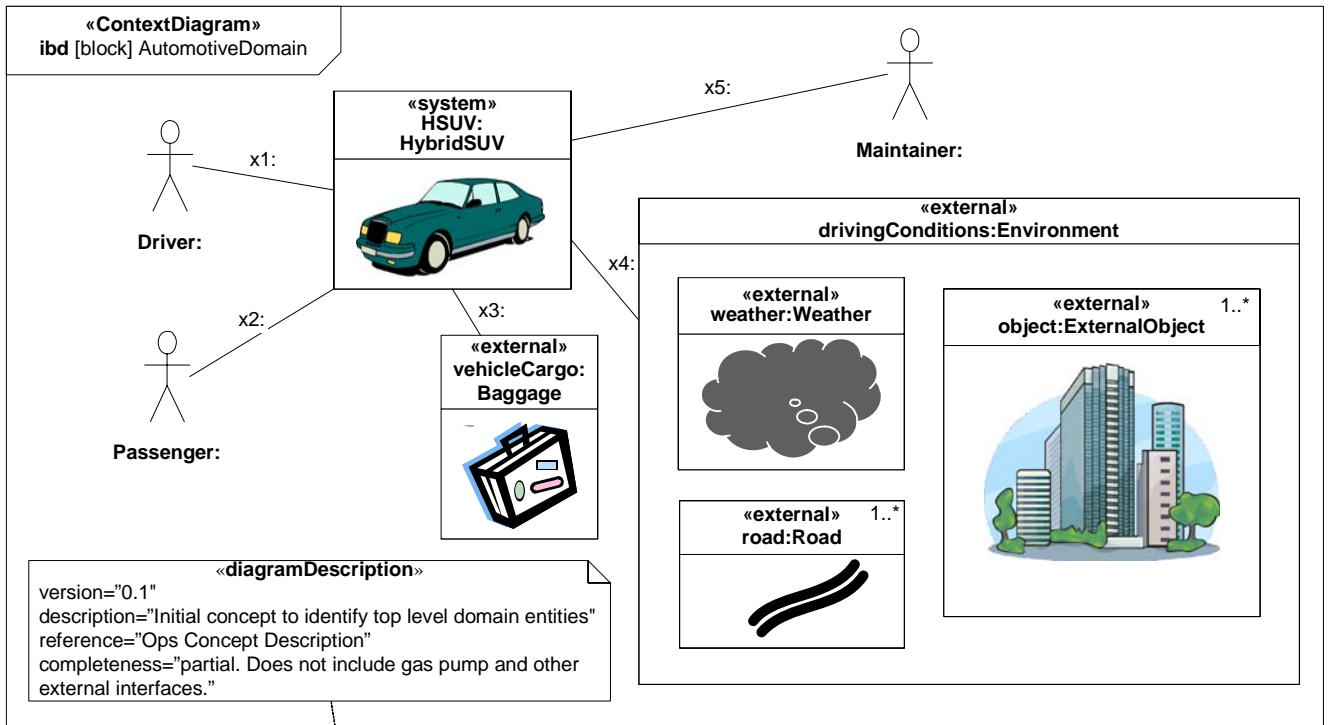 «ContextDiagram»
ibd [block] AutomotiveDomain
x5:
«system»
HSUV:
HybridSUV
x1:
Maintainer:
Driver:
«external»
drivingConditions:Environment
x4:
«external»
weather:Weather
«external» 1..*
object:ExternalObject
x2:
x3:
«external»
vehicleCargo:
Baggage
Passenger:
«external» 1..*
road:Road
«diagramDescription»
version=”0.1"
description=”Initial concept to identify top level domain entities"
reference=”Ops Concept Description”
completeness=”partial. Does not include gas pump and other
external interfaces.”